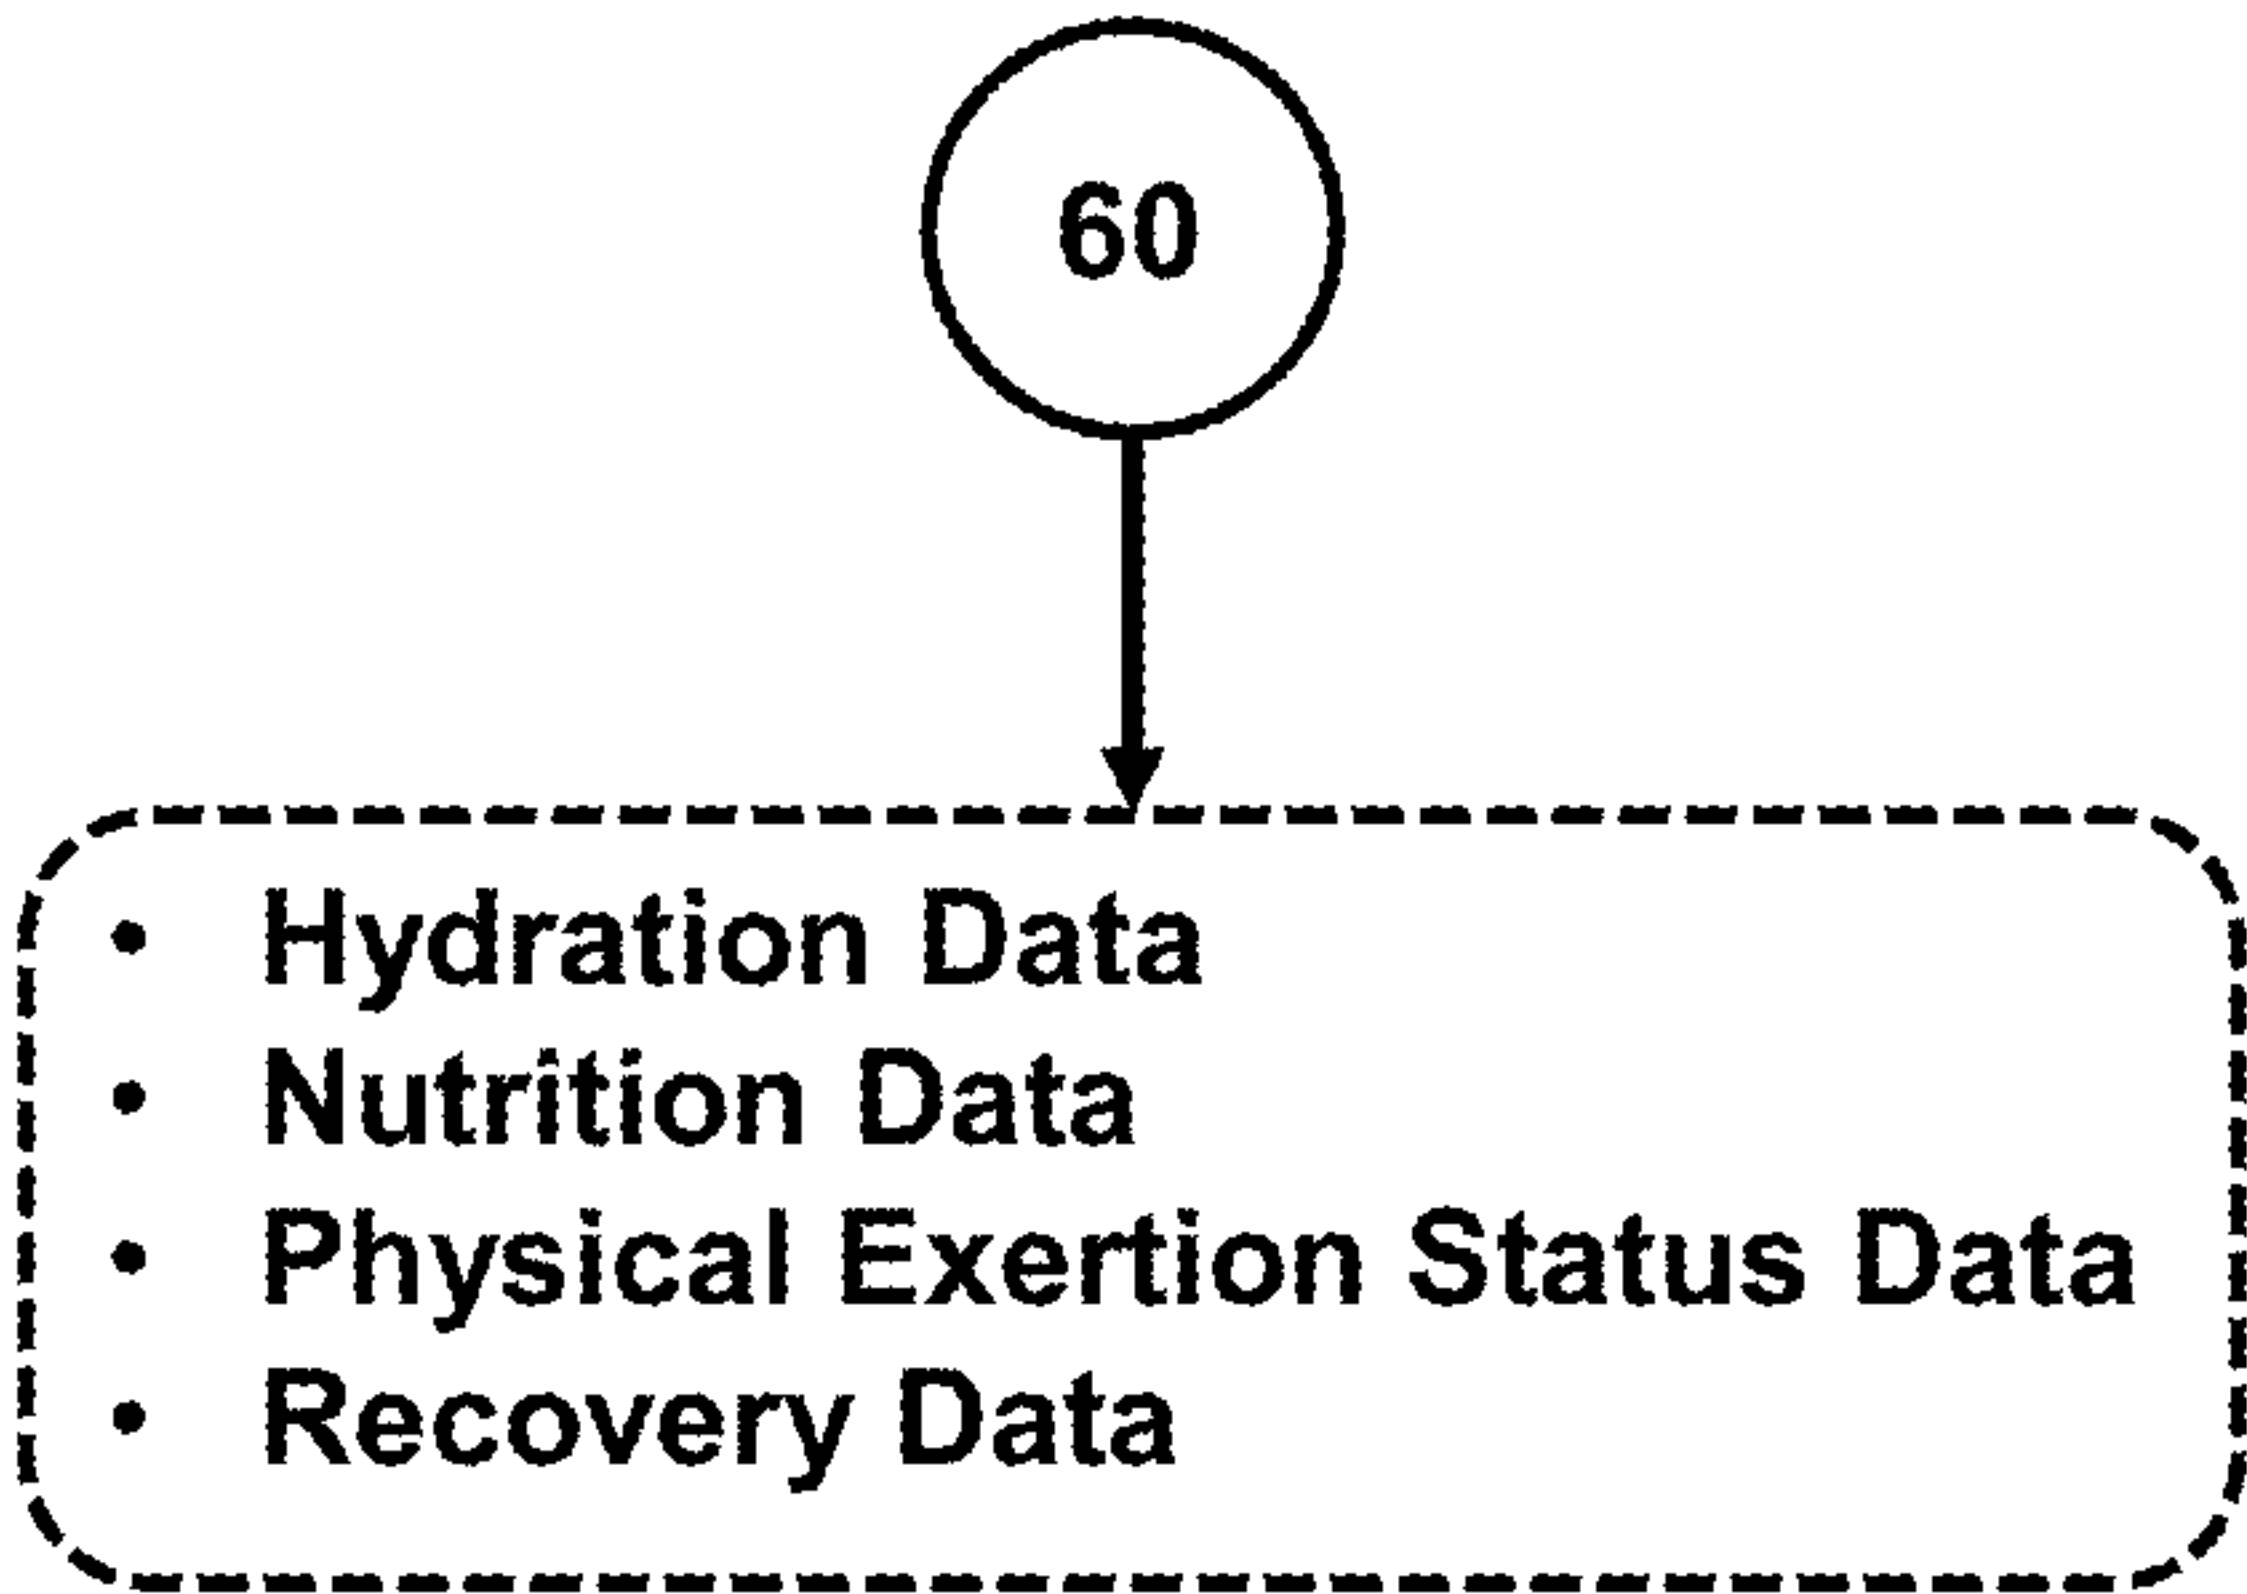 60
• Hydration Data
• Nutrition Data
• Physical Exertion Status Data
• Recovery Data